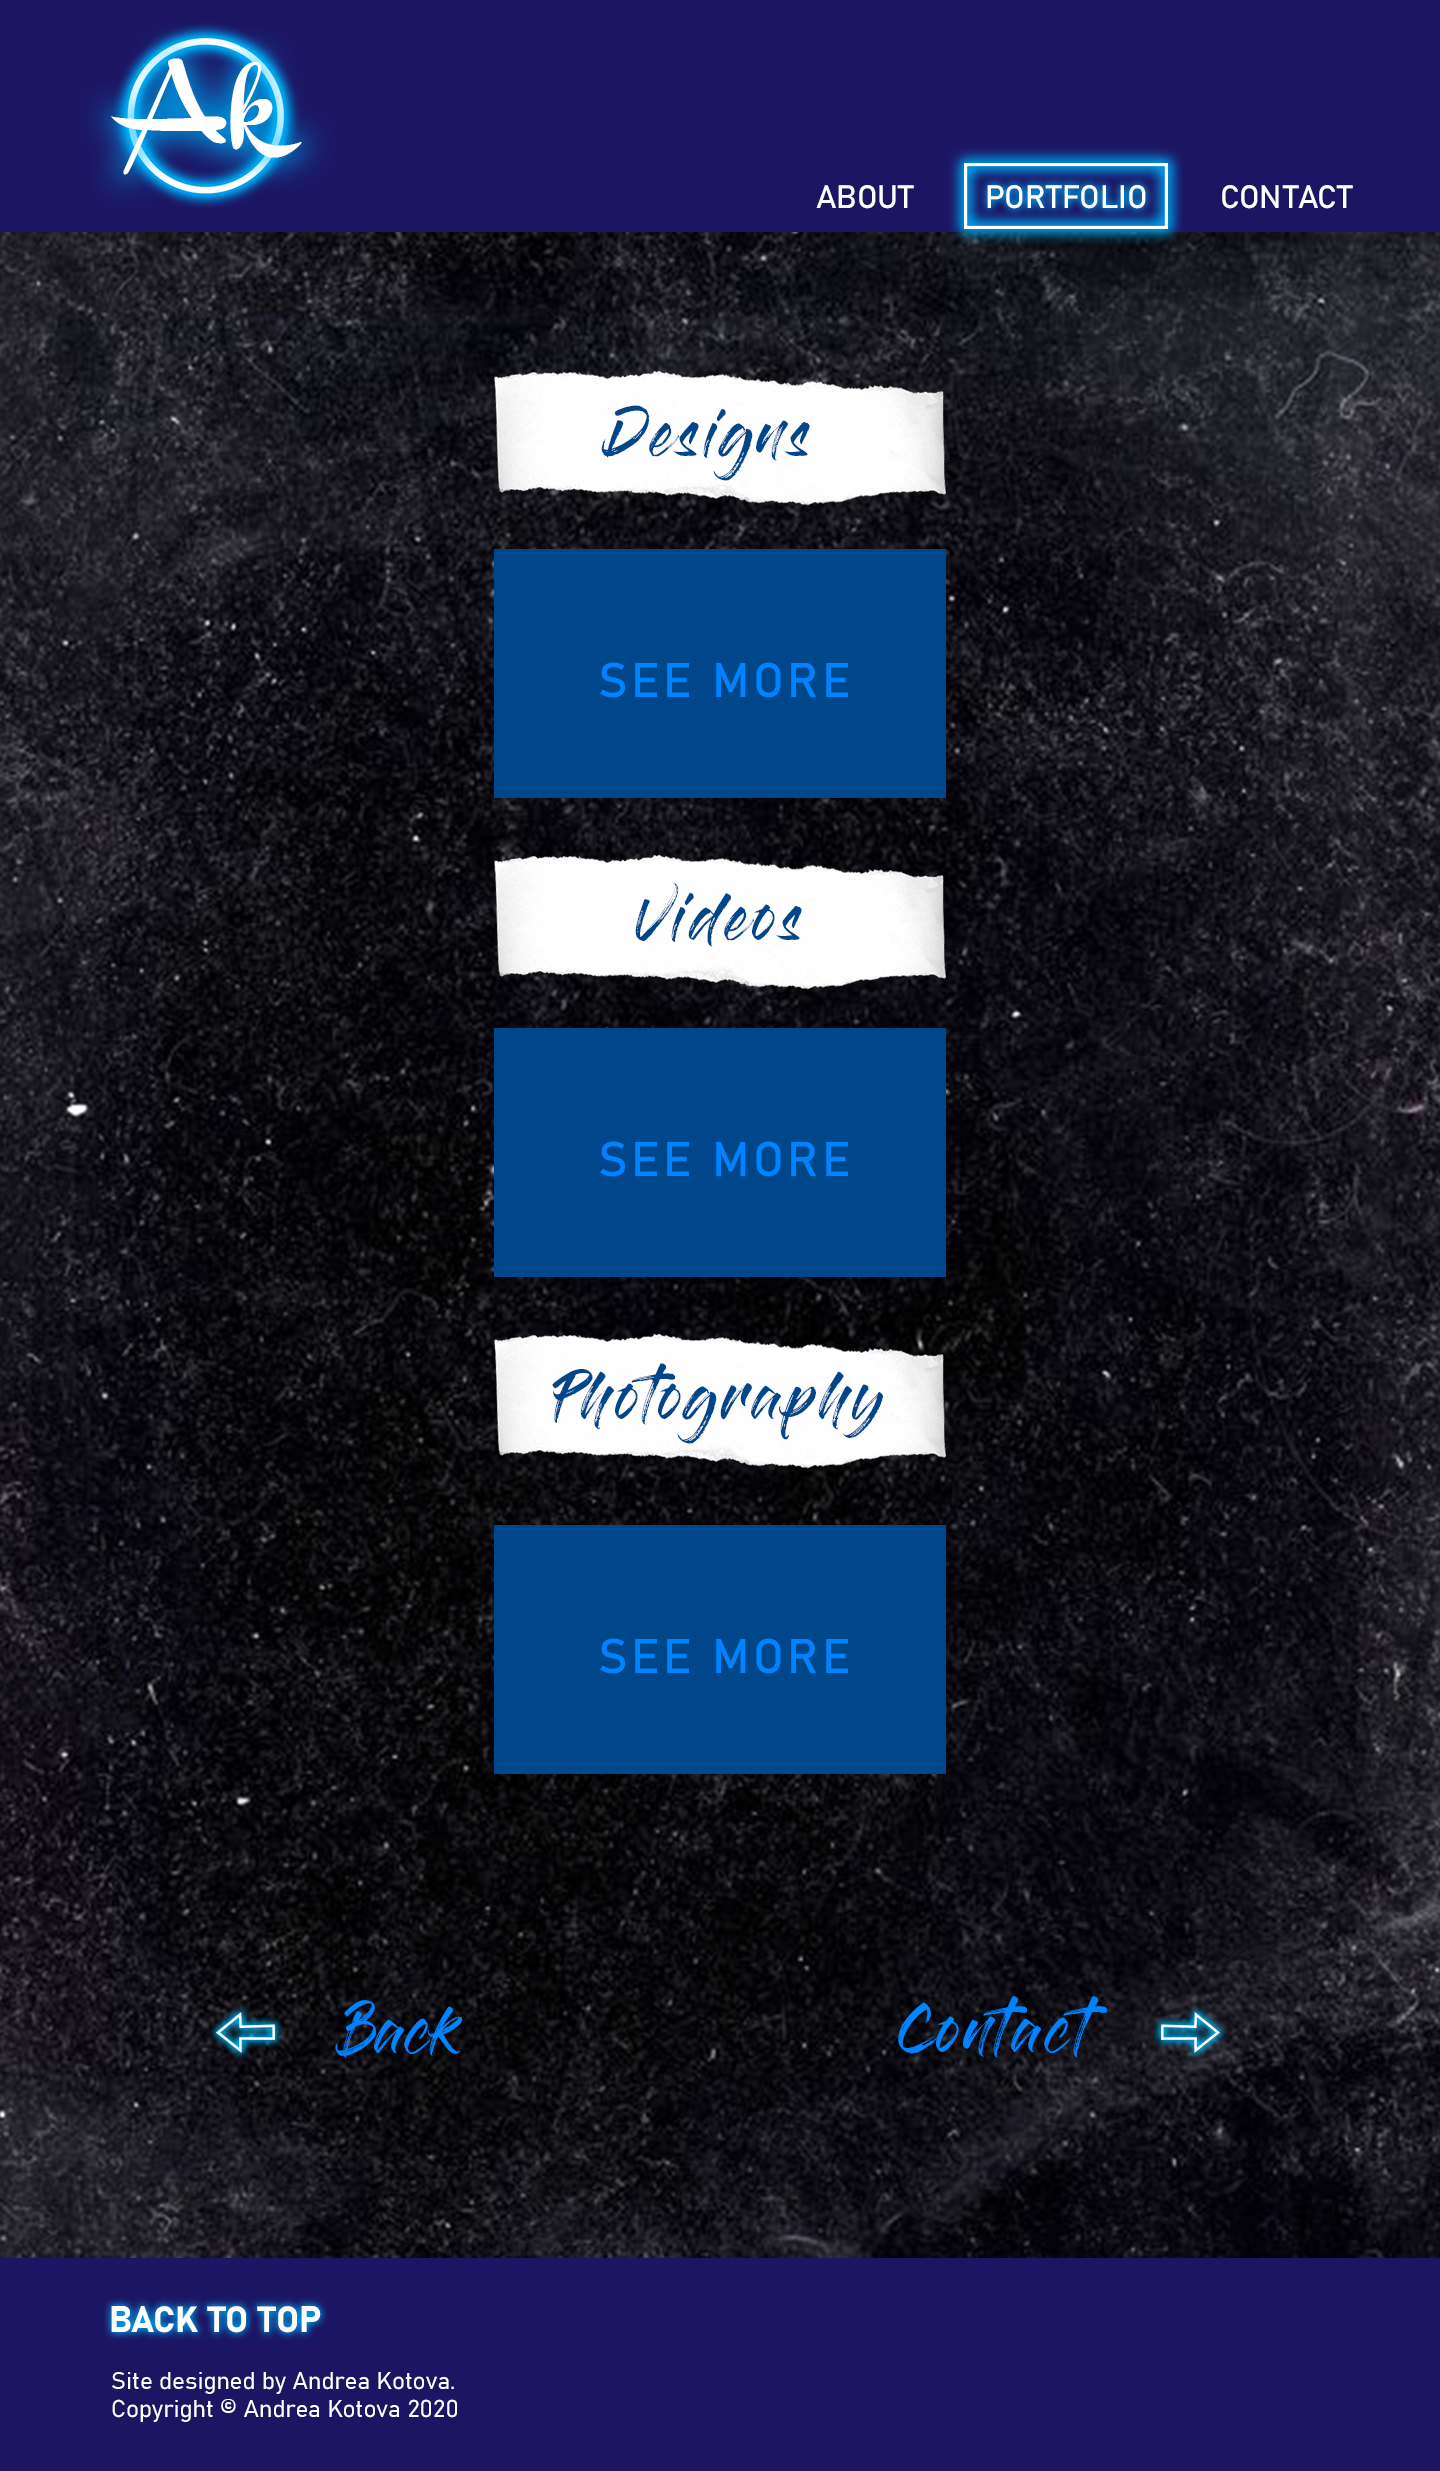 Ak
ABOUT PORTFOLIO CONTACT
Designs
SEE MORE
Videos
SEE MORE
Photography
SEE MORE
Back Contact
BACK TO TOP
Site designed by Andrea Kotova.
Copyright © Andrea Kotova 2020